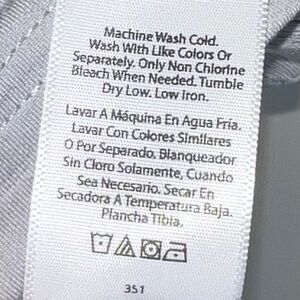 Machine Wash Cold.
Wash With Like Colors Or
Separately. Only Non Chlorine
Bleach When Needed. Tumble
Dry Low. Low Iron.
Lavar A Máquina En Agua Fría.
Lavar Con Colores Similares
O Por Separado. Blanqueador
Sin Cloro Solamente, Cuando
Sea Necesario. Secar En
Secadora A Temperatura Baja.
Plancha Tibia.
351